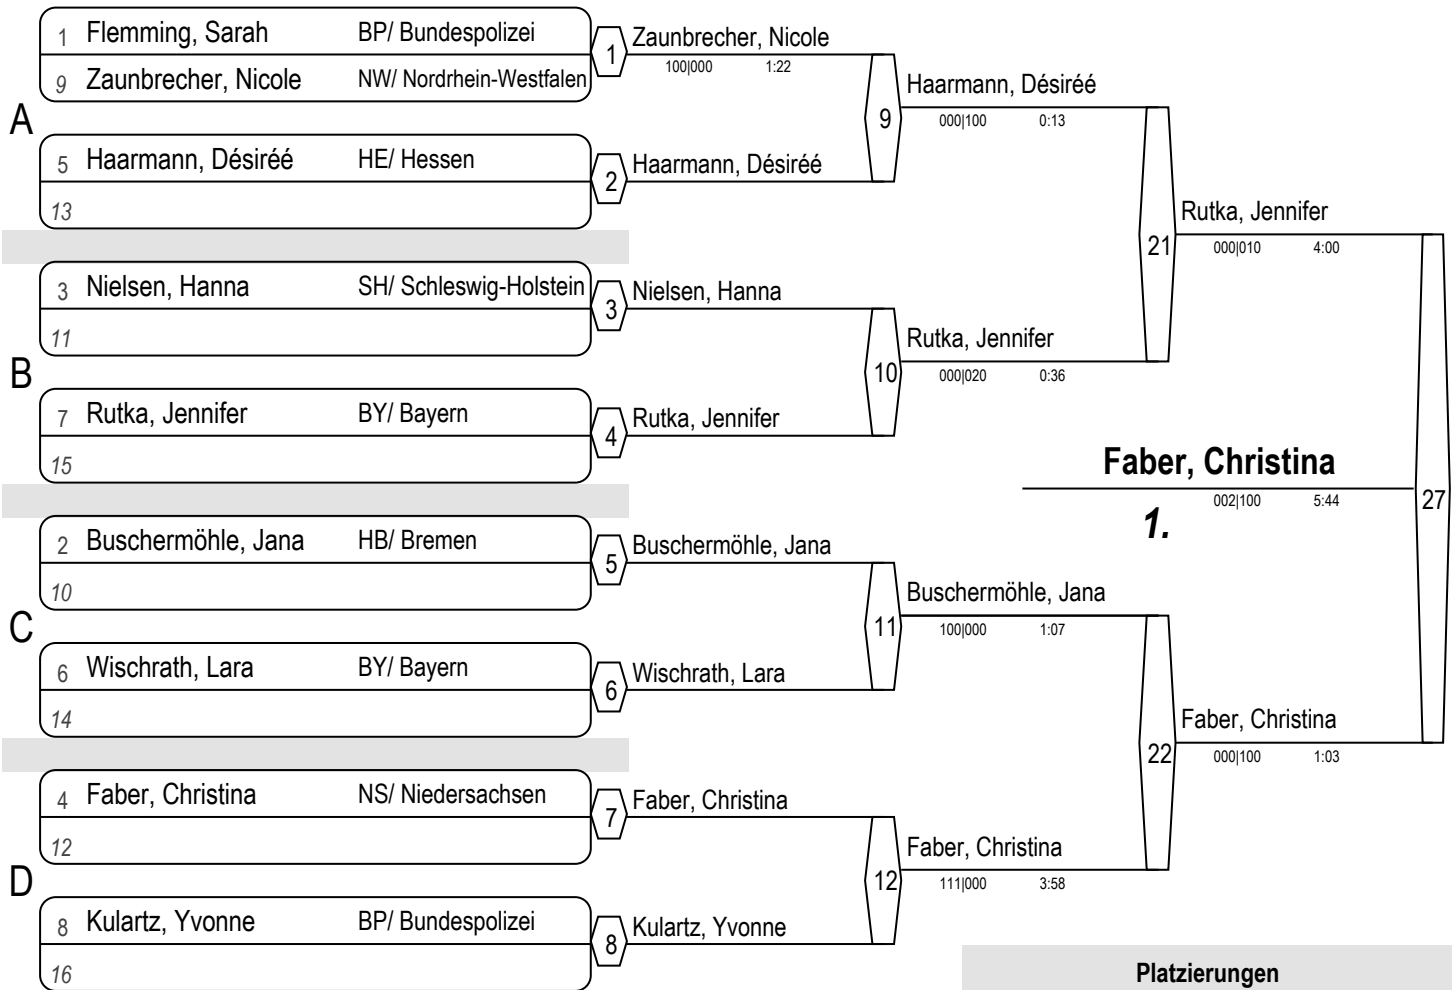 1 Flemming, Sarah BP/ Bundespolizei
9 Zaunbrecher, Nicole NW/ Nordrhein-Westfalen
1
Zaunbrecher, Nicole
100|000 1:22
A
5 Haarmann, Désiréé HE/ Hessen
13
2
Haarmann, Désiréé
9
Haarmann, Désiréé
000|100 0:13
3 Nielsen, Hanna SH/ Schleswig-Holstein
11
3
Nielsen, Hanna
B
7 Rutka, Jennifer BY/ Bayern
15
4
Rutka, Jennifer
10
Rutka, Jennifer
000|020 0:36
21
Rutka, Jennifer
000|010 4:00
2 Buschermöhle, Jana HB/ Bremen
10
5
Buschermöhle, Jana
C
6 Wischrath, Lara BY/ Bayern
14
6
Wischrath, Lara
11
Buschermöhle, Jana
100|000 1:07
4 Faber, Christina NS/ Niedersachsen
12
7
Faber, Christina
D
8 Kulartz, Yvonne BP/ Bundespolizei
16
8
Kulartz, Yvonne
12
Faber, Christina
111|000 3:58
22
Faber, Christina
000|100 1:03
27
Faber, Christina
002|100 5:44
1.
Platzierungen